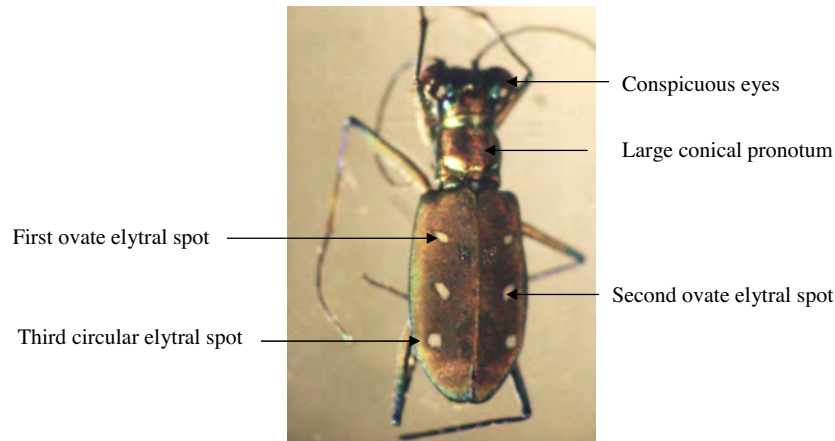 Conspicuous eyes
Large conical pronotum
First ovate elytral spot
Second ovate elytral spot
Third circular elytral spot